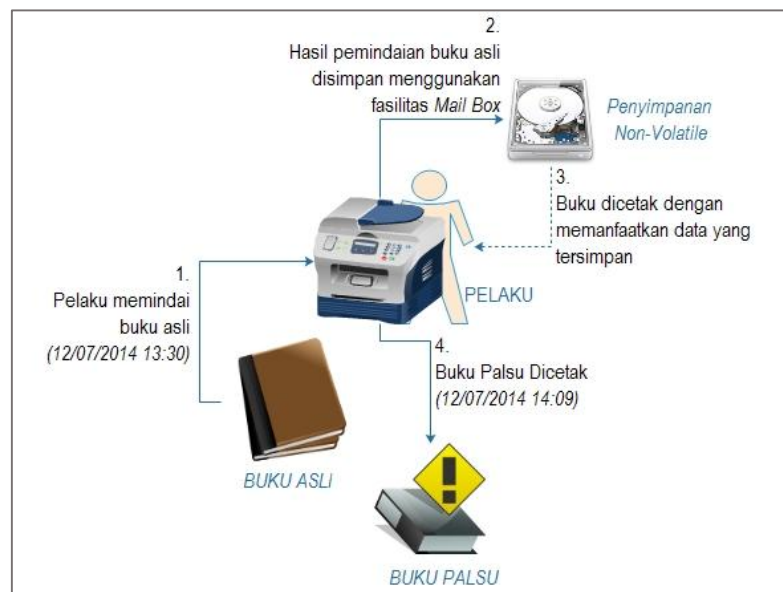 2.
Hasil pemindaian buku asli
disimpan menggunakan
fasilitas Mail Box
Penyimpanan
Non-Volatile
3.
Buku dicetak dengan
memanfaatkan data yang
tersimpan
1.
Pelaku memindai
buku asli
(12/07/2014 13:30)
PELAKU
4.
Buku Palsu Dicetak
(12/07/2014 14:09)
BUKU ASLI
BUKU PALSU